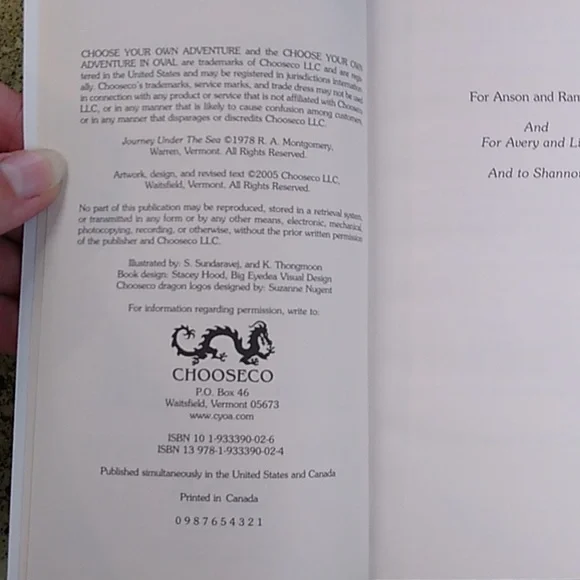 CHOOSE YOUR OWN ADVENTURE and the CHOOSE YOUR OWN
ADVENTURE IN OVAL are trademarks of Chooseco LLC and are regis-
tered in the United States and may be registered in jurisdictions internation-
ally. Chooseco's trademarks, service marks, and trade dress may not be used
in connection with any product or service that is not affiliated with Chooseco
LLC, or in any manner that is likely to cause confusion among customers,
or in any manner that disparages or discredits Chooseco LLC.
Journey Under The Sea ©1978 R. A. Montgomery,
Warren, Vermont. All Rights Reserved.
Artwork, design, and revised text ©2005 Chooseco LLC,
Waitsfield, Vermont. All Rights Reserved.
No part of this publication may be reproduced, stored in a retrieval system,
or transmitted in any form or by any other means, electronic, mechanical,
photocopying, recording, or otherwise, without the prior written permission
of the publisher and Chooseco LLC.
Illustrated by: S. Sundaravej, and K. Thongmoon
Book design: Stacey Hood, Big Eyedea Visual Design
Chooseco dragon logos designed by: Suzanne Nugent
For information regarding permission, write to:
CHOOSECO
P.O. Box 46
Waitsfield, Vermont 05673
www.cyoa.com
ISBN 10 1-933390-02-6
ISBN 13 978-1-933390-02-4
Published simultaneously in the United States and Canada
Printed in Canada
0 9 8 7 6 5 4 3 2 1
For Anson and Ram
And
For Avery and Li
And to Shannon